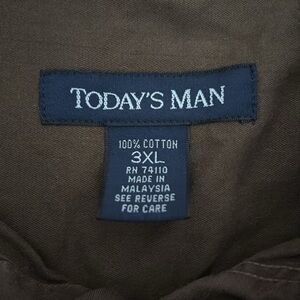 TODAY'S MAN
100% COTTON
3XL
RN 74110
MADE IN
MALAYSIA
SEE REVERSE
FOR CARE